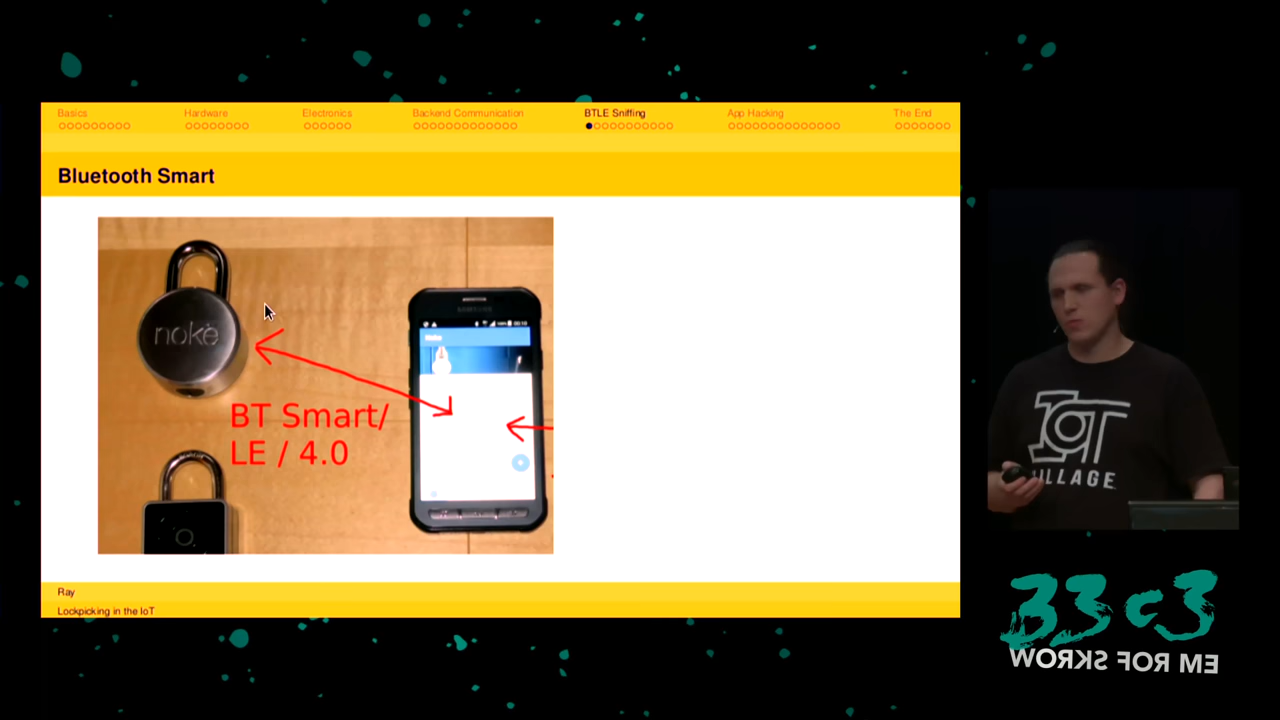 Basics
Hardware
Electronics
Backend Communication
BTLE Sniffing
App Hacking
The End
Bluetooth Smart
noke
BT Smart/
LE / 4.0
SAMSUNG
IOT
VILLAGE
Ray
Lockpicking in the IoT
33c3
WORKS FOR ME